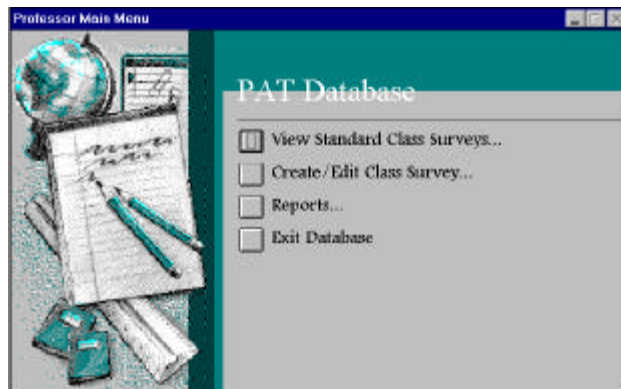 Professor Main Menu
PAT Database
View Standard Class Surveys...
Create/Edit Class Survey...
Reports...
Exit Database